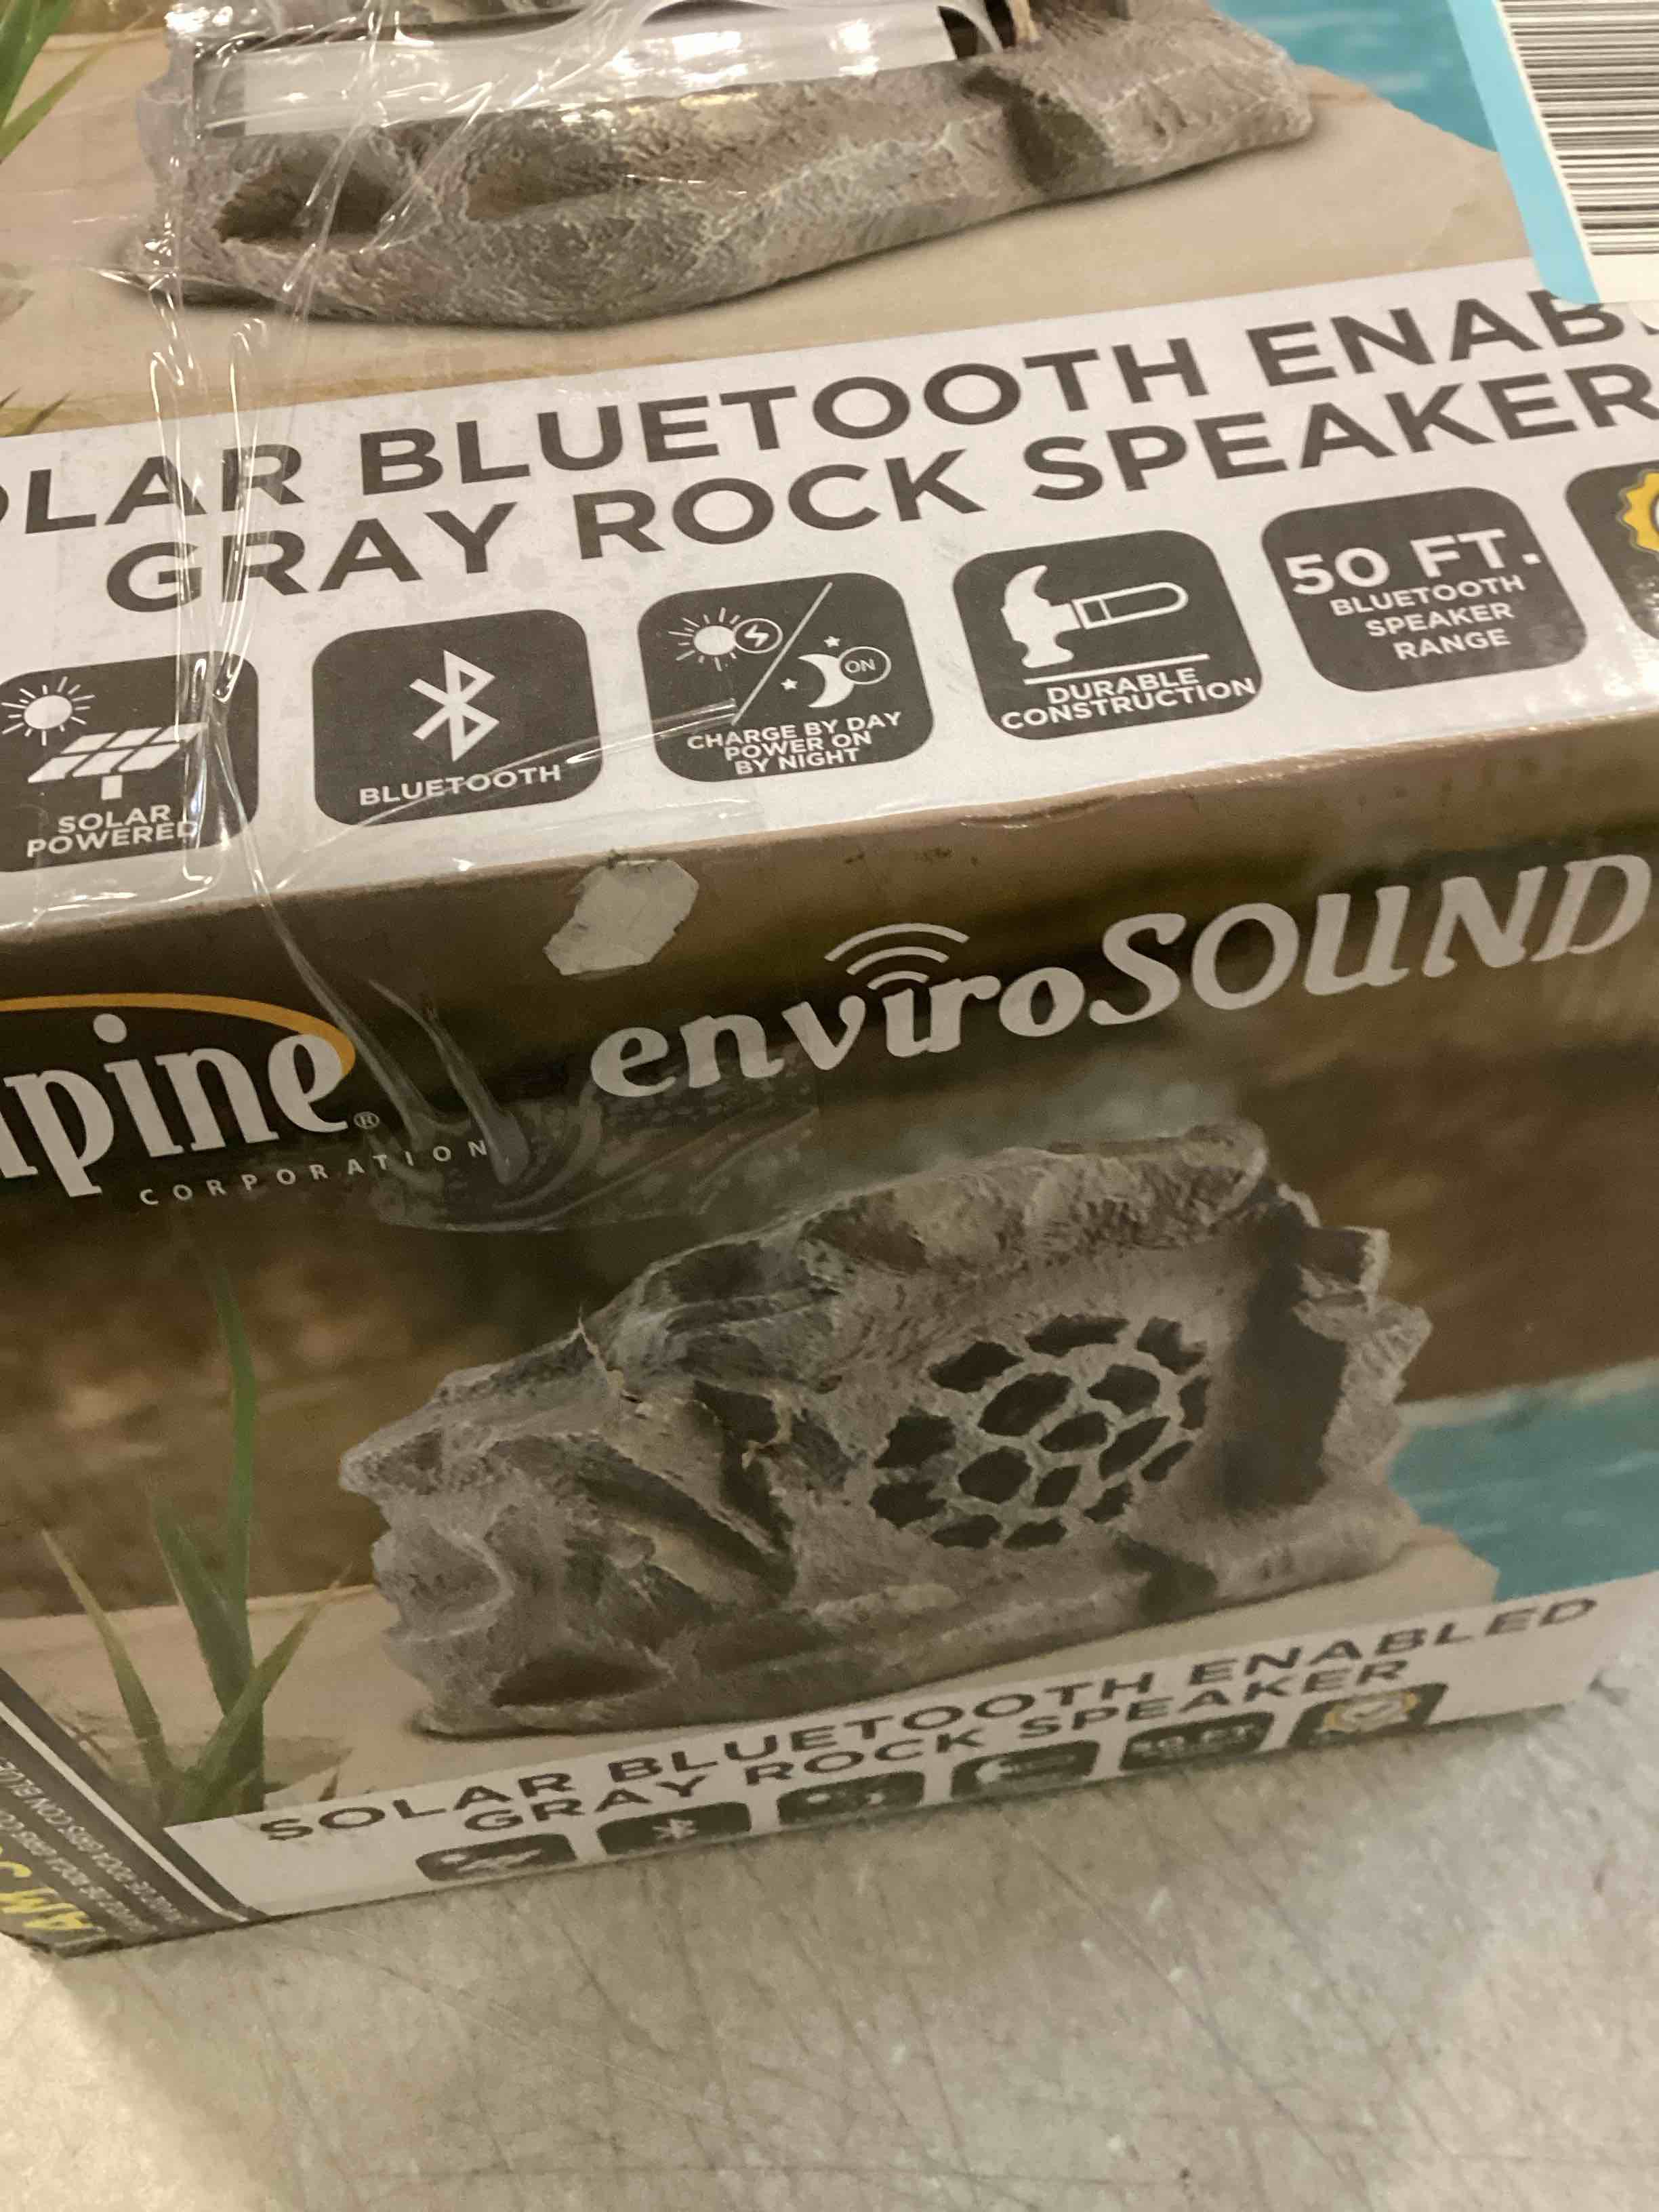 OLAR BLUETOOTH ENAB
GRAY ROCK SPEAKER
SOLAR
POWERED
BLUETOOTH
ON
CHARGE BY DAY
POWER ON
BY NIGHT
DURABLE
CONSTRUCTION
50 FT.
BLUETOOTH
SPEAKER
RANGE
lpine®
CORPORATION
enviroSOUND
SOLAR BLUETOOTH ENABLED
GRAY ROCK SPEAKER